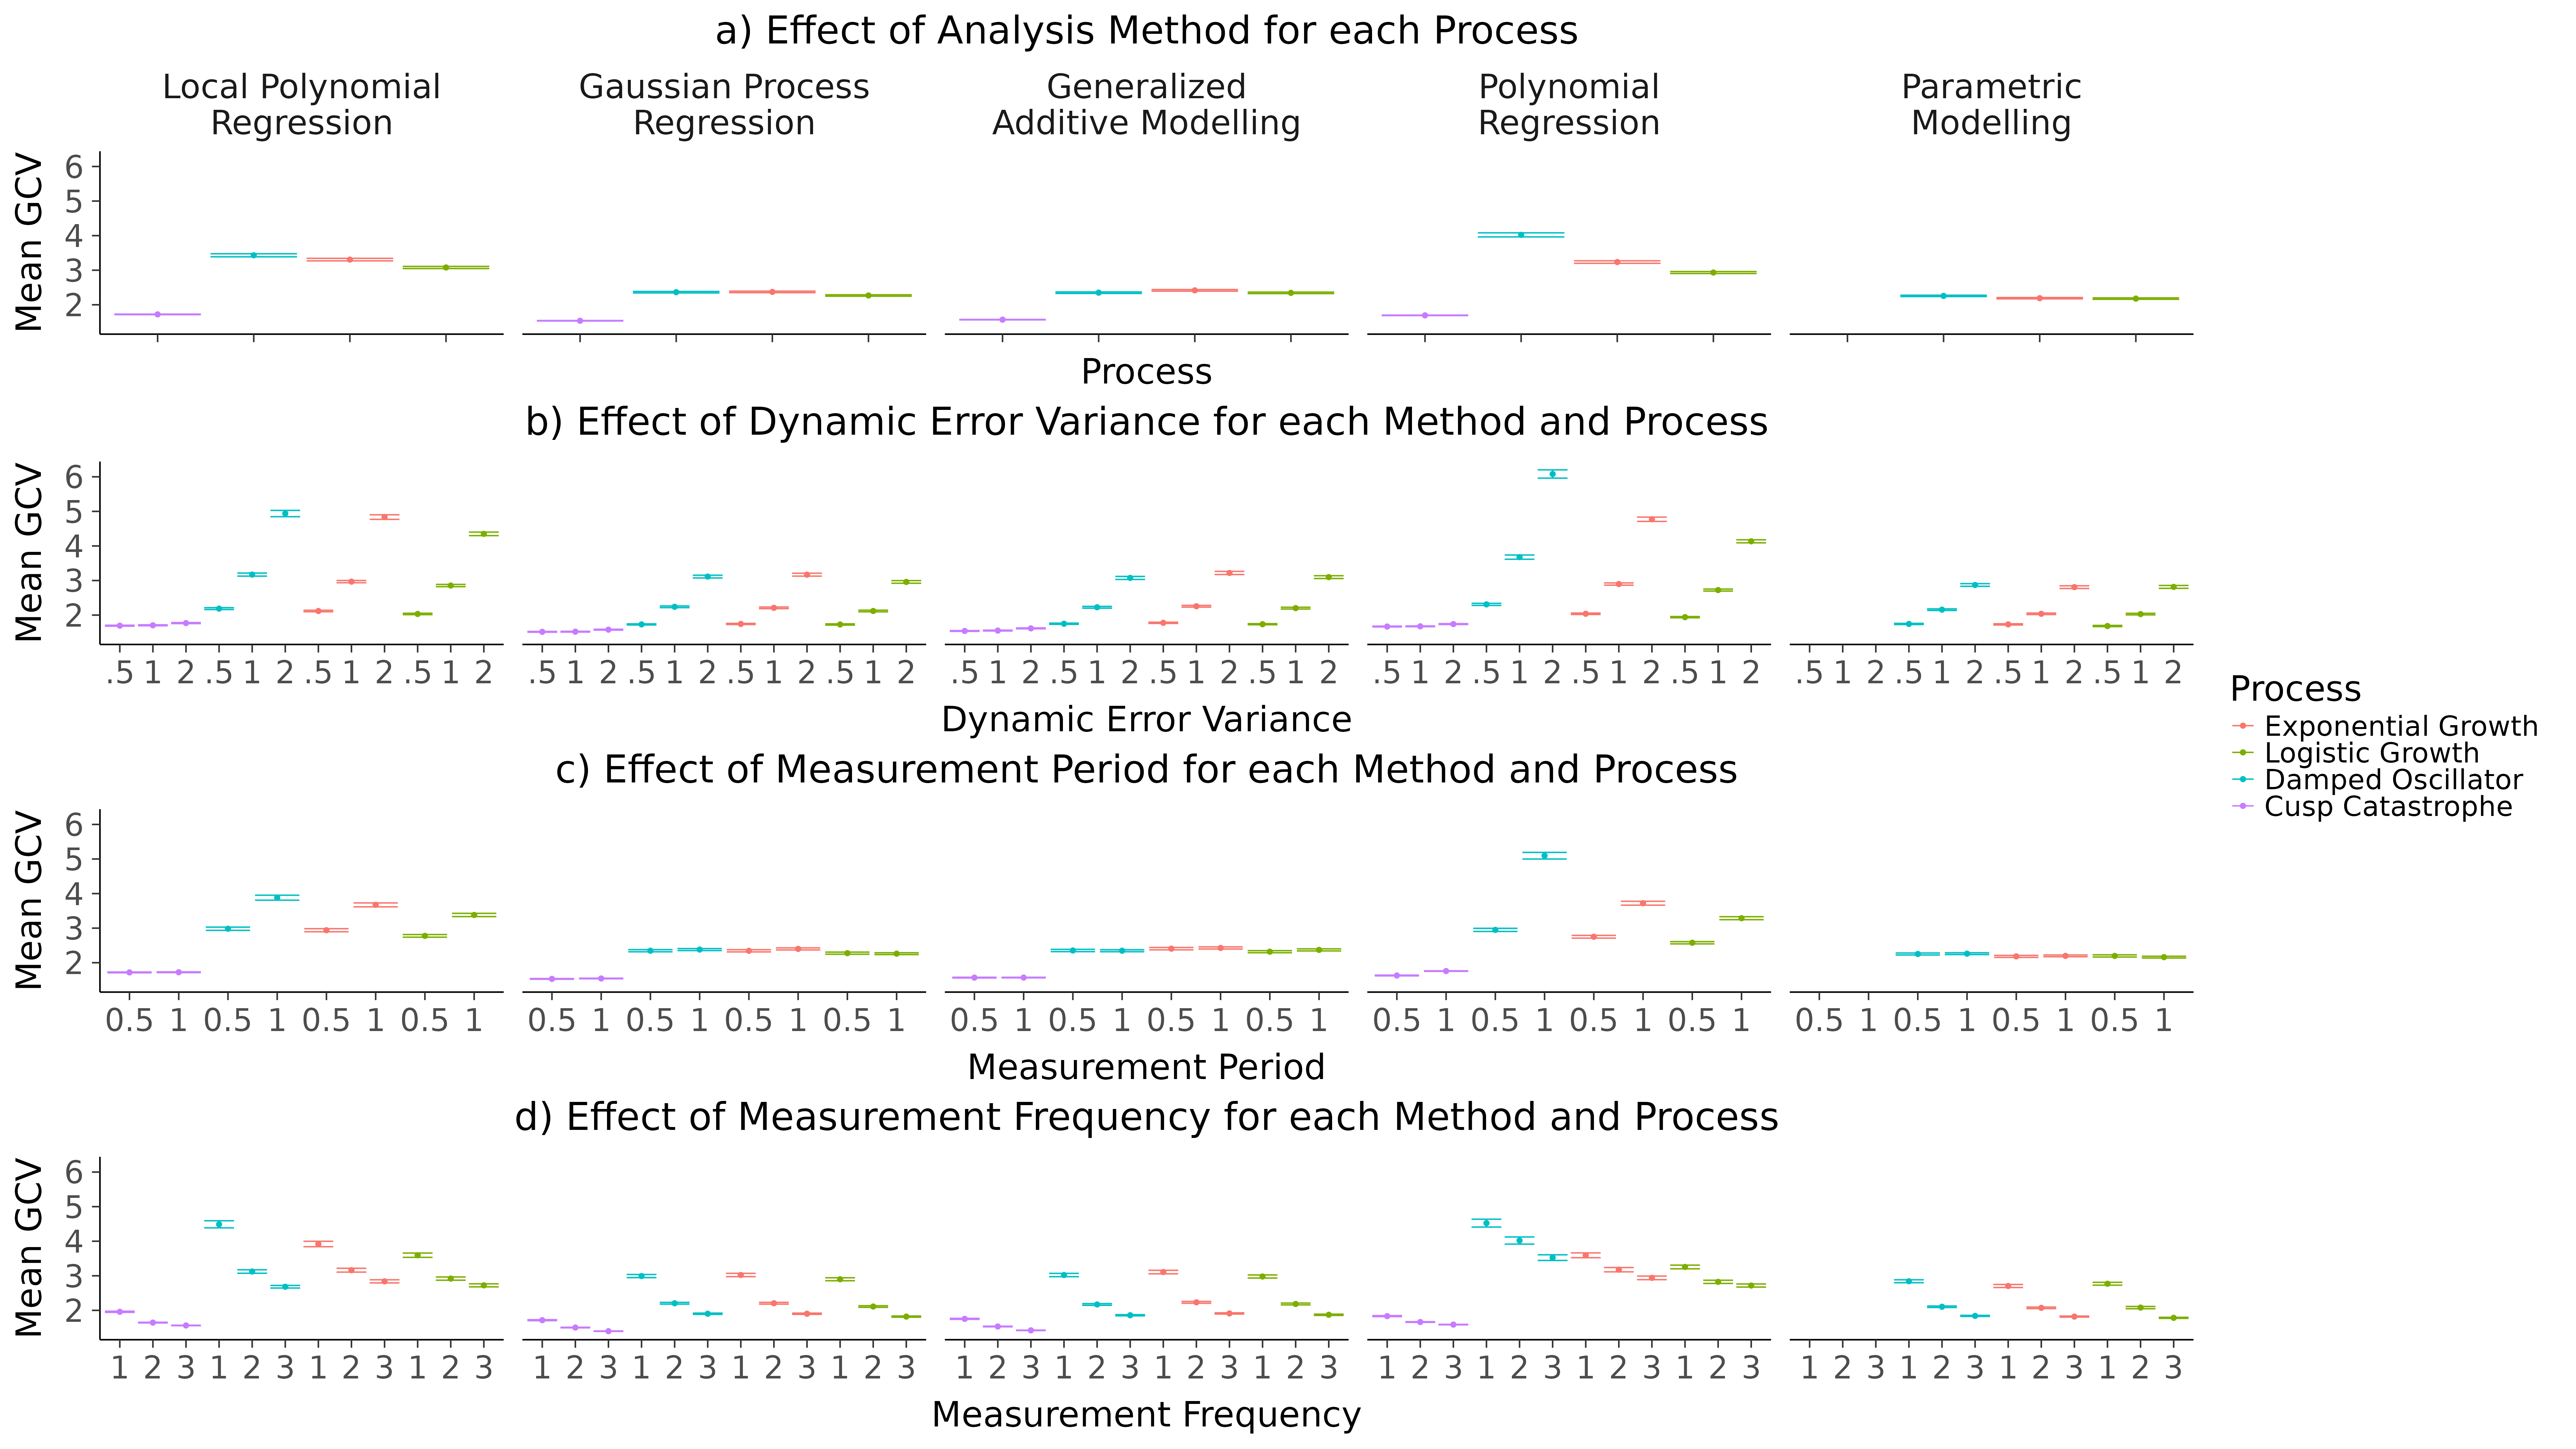 a) Effect of Analysis Method for each Process
Local Polynomial Regression
Gaussian Process Regression
Generalized Additive Modelling
Polynomial Regression
Parametric Modelling
Mean GCV
6
5
4
3
2
Process
b) Effect of Dynamic Error Variance for each Method and Process
Mean GCV
6
5
4
3
2
.5 1 2 .5 1 2 .5 1 2 .5 1 2
.5 1 2 .5 1 2 .5 1 2 .5 1 2
.5 1 2 .5 1 2 .5 1 2 .5 1 2
.5 1 2 .5 1 2 .5 1 2 .5 1 2
.5 1 2 .5 1 2 .5 1 2 .5 1 2
Dynamic Error Variance
c) Effect of Measurement Period for each Method and Process
Mean GCV
6
5
4
3
2
0.5 1 0.5 1 0.5 1 0.5 1
0.5 1 0.5 1 0.5 1 0.5 1
0.5 1 0.5 1 0.5 1 0.5 1
0.5 1 0.5 1 0.5 1 0.5 1
0.5 1 0.5 1 0.5 1 0.5 1
Measurement Period
d) Effect of Measurement Frequency for each Method and Process
Mean GCV
6
5
4
3
2
1 2 3 1 2 3 1 2 3 1 2 3
1 2 3 1 2 3 1 2 3 1 2 3
1 2 3 1 2 3 1 2 3 1 2 3
1 2 3 1 2 3 1 2 3 1 2 3
1 2 3 1 2 3 1 2 3 1 2 3
Measurement Frequency
Process
Exponential Growth
Logistic Growth
Damped Oscillator
Cusp Catastrophe